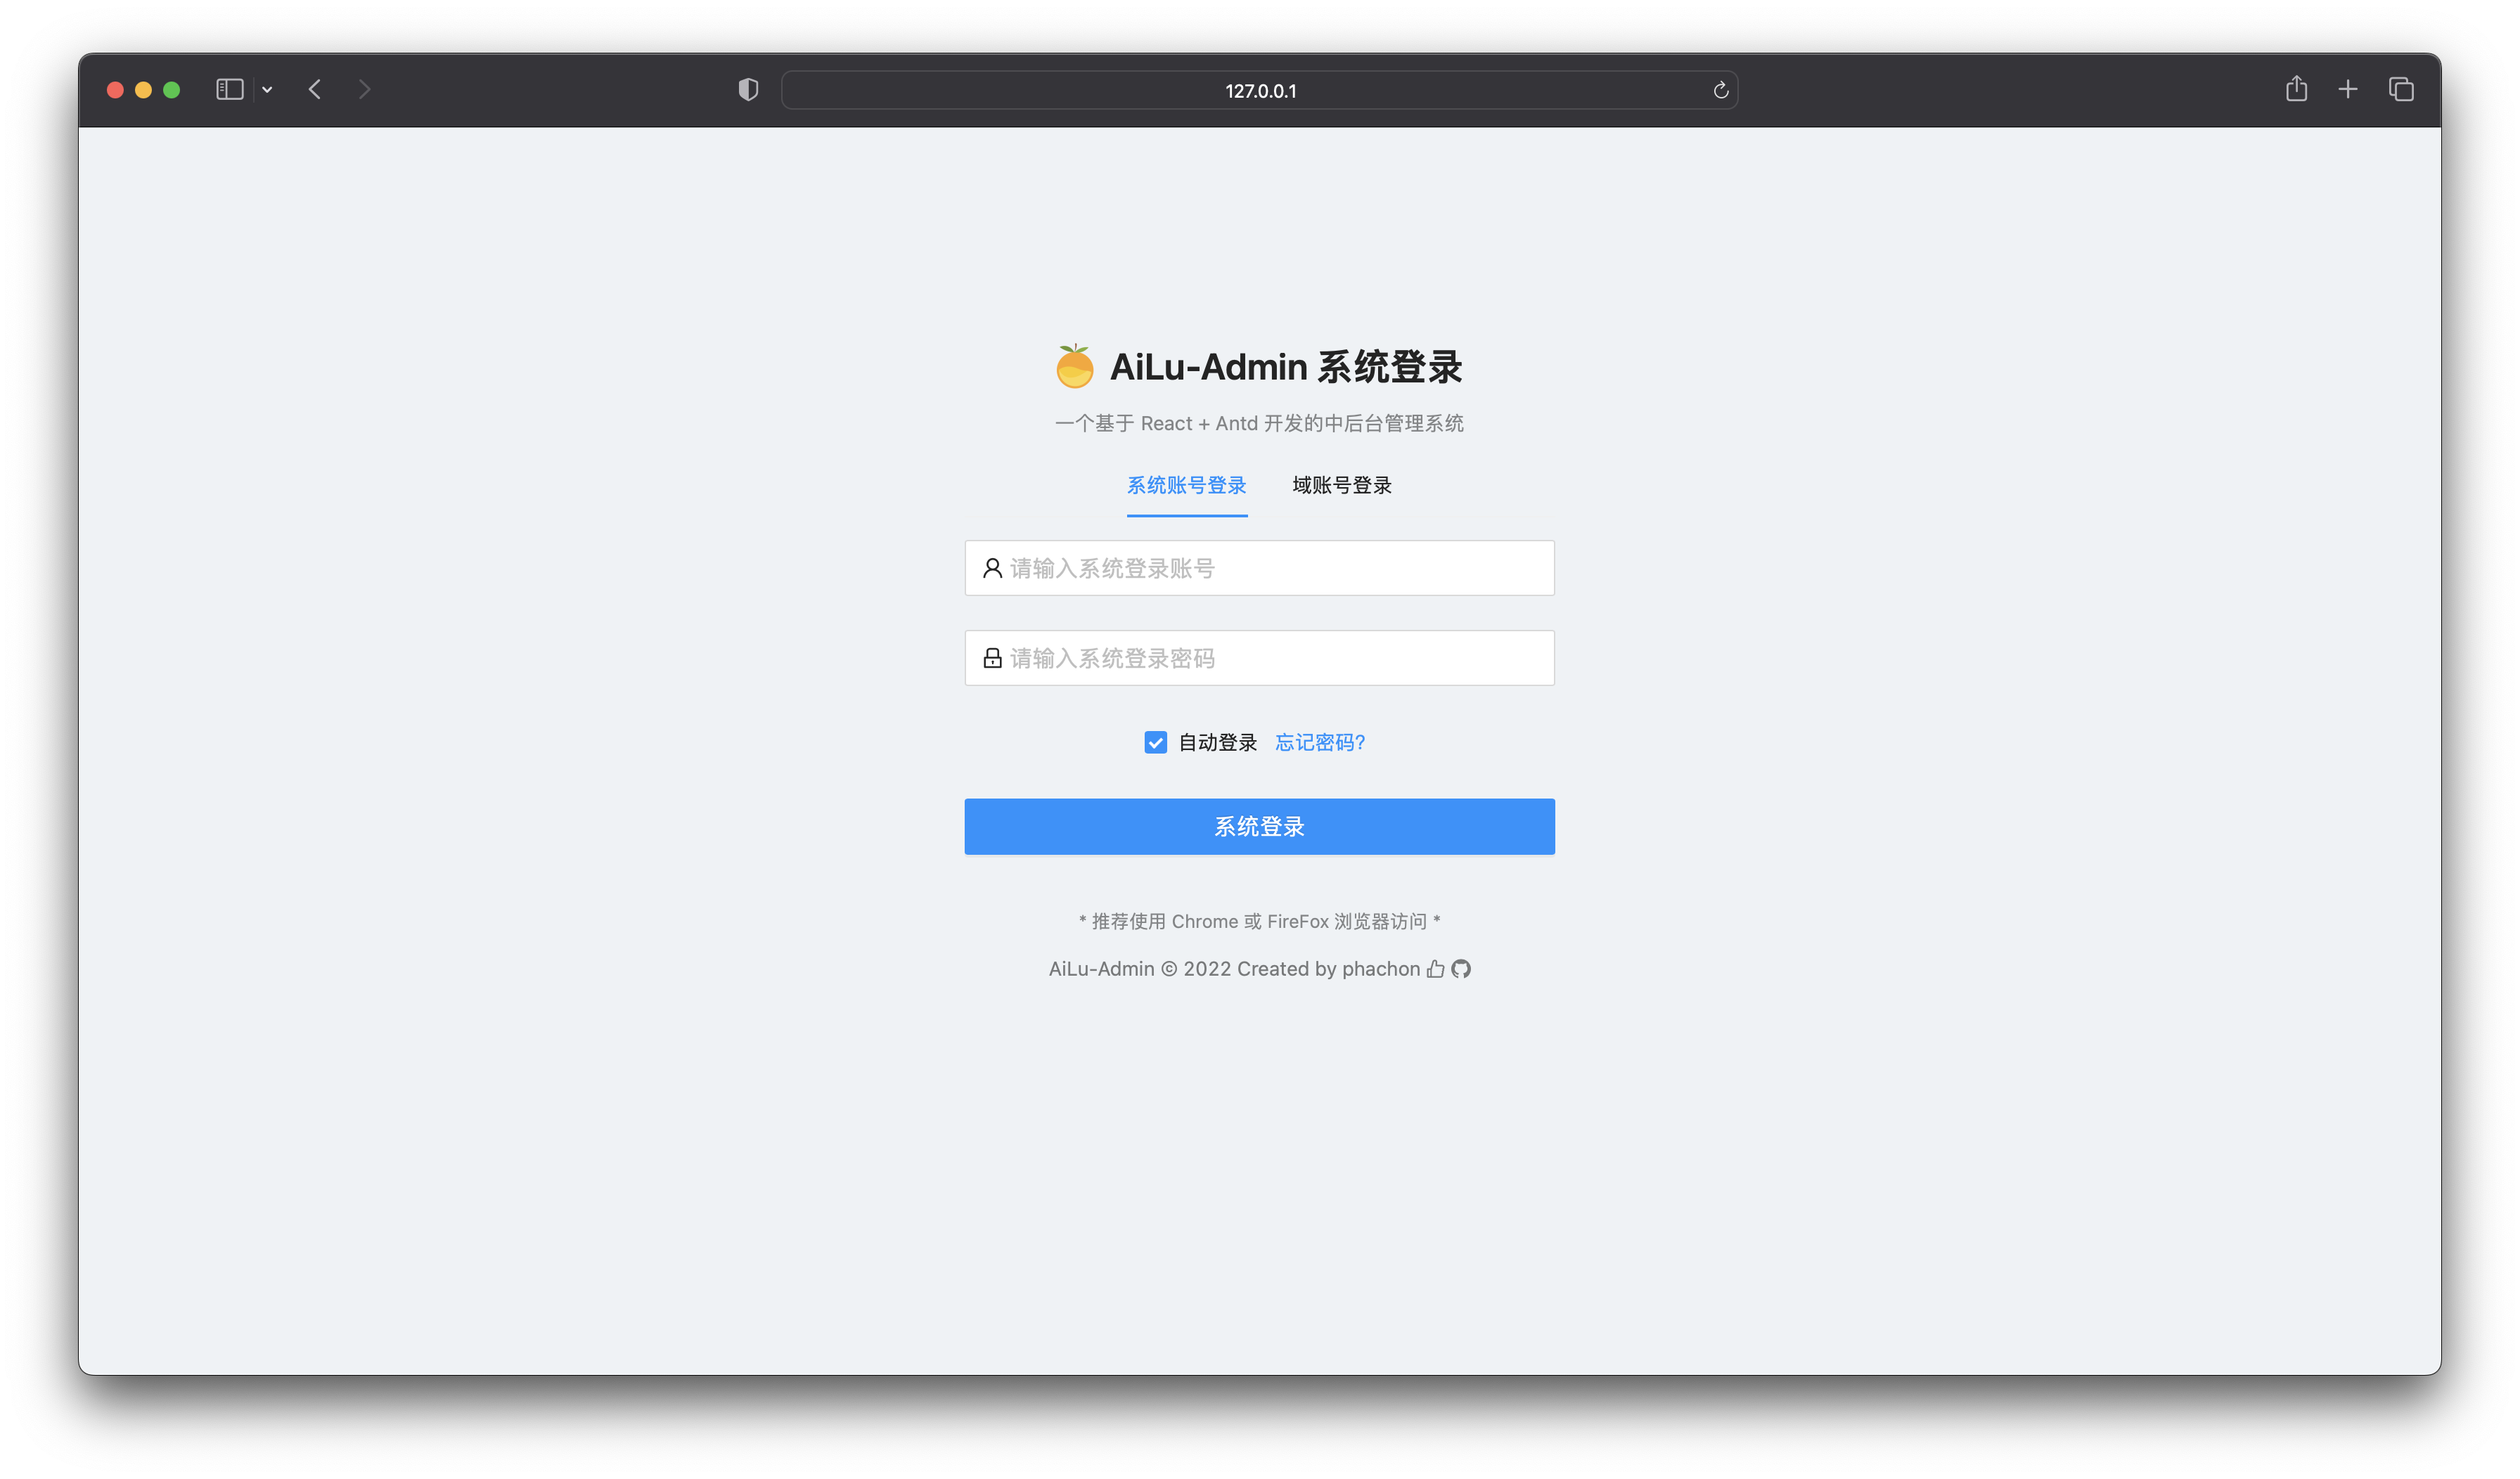 127.0.0.1
AiLu-Admin 系统登录
一个基于 React + Antd 开发的中后台管理系统
系统账号登录 域账号登录
请输入系统登录账号
请输入系统登录密码
自动登录 忘记密码?
系统登录
* 推荐使用 Chrome 或 FireFox 浏览器访问 *
AiLu-Admin © 2022 Created by phachon